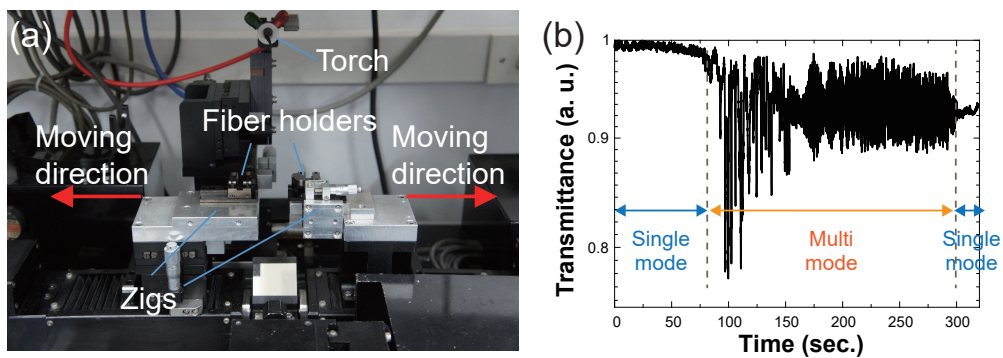 (a)
Torch
Fiber holders
Moving
direction
Moving
direction
Zigs
(b)
Transmittance (a. u.)
1
0.9
0.8
Single
mode
Multi
mode
Single
mode
0 50 100 150 200 250 300
Time (sec.)